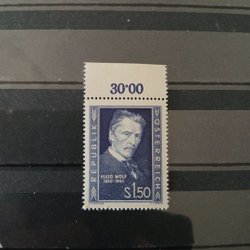 30·00
REPUBLIK
ÖSTERREICH
HUGO WOLF
1860-1903
S1.50